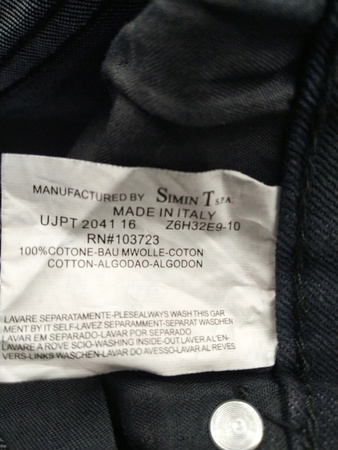 MANUFACTURED BY SIMIN T S.P.A.
MADE IN ITALY
UJPT 2041 16 Z6H32E9-10
RN#103723
100%COTONE-BAU MWOLLE-COTON
COTTON-ALGODAO-ALGODON
LAVARE SEPARATAMENTE-PLESEALWAYS WASH THIS GAR
MENT BY IT SELF-LAVEZ SEPARAMMENT-SEPARAT WASDHEN
LAVAR EM SEPARADO-LAVAR POR SEPARADO
LAVARE A ROVE SCIO-WASHING INSIDE-OUT LAVER AL'EN-
VERS-LINKS WASCHEN-LAVAR DO AVESSO-LAVAR AL REVES